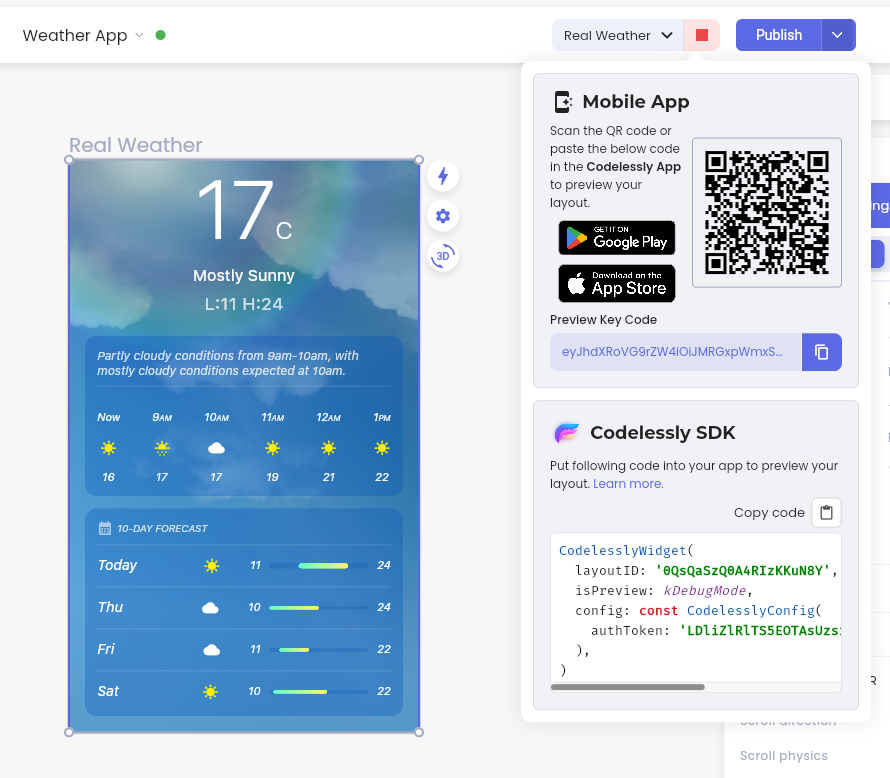 Weather App
Real Weather
Publish
Real Weather
17 C
Mostly Sunny
L:11 H:24
Partly cloudy conditions from 9am-10am, with
mostly cloudy conditions expected at 10am.
Now 9AM 10AM 11AM 12AM 1PM
16 17 17 19 21 22
10-DAY FORECAST
Today 11 24
Thu 10 24
Fri 11 22
Sat 10 22
3D
Mobile App
Scan the QR code or
paste the below code
in the Codelessly App
to preview your
layout.
GET IT ON
Google Play
Download on the
App Store
Preview Key Code
eyJhdXRoVG9rZW4iOiJMRGxpWmxS...
Codelessly SDK
Put following code into your app to preview your
layout. Learn more.
Copy code
CodelesslyWidget(
layoutID: '0QsQaSzQ0A4RIzKKuN8Y',
isPreview: kDebugMode,
config: const CodelesslyConfig(
authToken: 'LDliZlRlTS5EOTAsUzs
),
)
ing
R
Scroll direction
Scroll physics